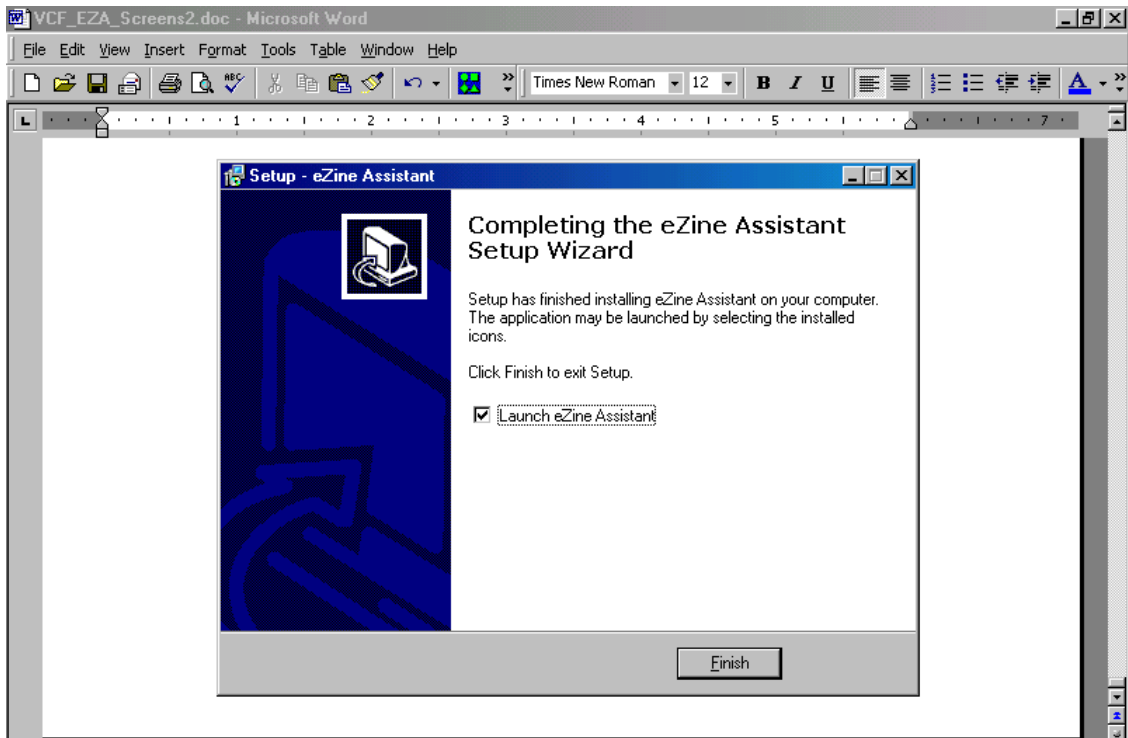 VCF_EZA_Screens2.doc - Microsoft Word
File Edit View Insert Format Tools Table Window Help
ABC Times New Roman 12 B I U A
L 1 2 3 4 5 7
Setup - eZine Assistant
Completing the eZine Assistant
Setup Wizard
Setup has finished installing eZine Assistant on your computer.
The application may be launched by selecting the installed
icons.
Click Finish to exit Setup.
Launch eZine Assistant
Finish